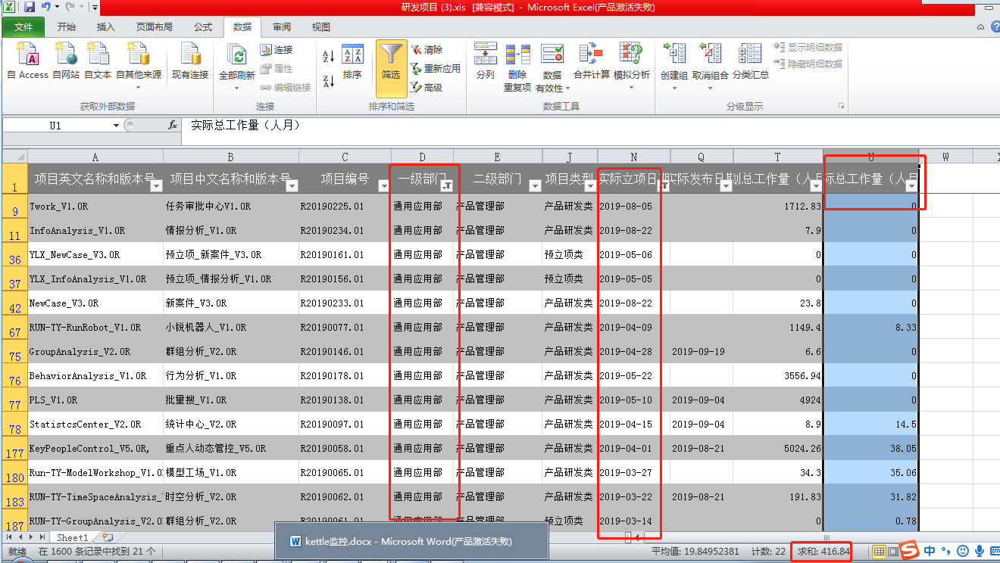 研发项目 (3).xls [兼容模式] - Microsoft Excel(产品激活失败)
文件 开始 插入 页面布局 公式 数据 审阅 视图
自 Access 自网站 自文本 自其他来源 现有连接 全部刷新 连接 属性 编辑链接 排序 筛选 清除 重新应用 高级 分列 删除 重复项 数据 有效性 合并计算 模拟分析 创建组 取消组合 分类汇总 显示明细数据 隐藏明细数据
获取外部数据 连接 排序和筛选 数据工具 分级显示
U1 fx 实际总工作量（人月）
A B C D E J N Q T U W
1 项目英文名称和版本号 项目中文名称和版本号 项目编号 一级部门 二级部门 项目类型 实际立项日期 实际发布日期 划总工作量（人月 际总工作量（人月
9 Twork_V1.0R 任务审批中心V1.0R R20190225.01 通用应用部 产品管理部 产品研发类 2019-08-05 1712.83 0
11 InfoAnalysis_V1.0R 情报分析_V1.0R R20190234.01 通用应用部 产品管理部 产品研发类 2019-08-22 7.9 0
36 YLX_NewCase_V3.0R 预立项_新案件_V3.0R R20190161.01 通用应用部 产品管理部 预立项类 2019-05-06 0 0
37 YLX_InfoAnalysis_V1.0R 预立项_情报分析_V1.0R R20190156.01 通用应用部 产品管理部 预立项类 2019-05-05 0 0
42 NewCase_V3.0R 新案件_V3.0R R20190233.01 通用应用部 产品管理部 产品研发类 2019-08-22 23.8 0
67 RUN-TY-RunRobot_V1.0R 小锐机器人_V1.0R R20190077.01 通用应用部 产品管理部 产品研发类 2019-04-09 1149.4 8.33
75 GroupAnalysis_V2.0R 群组分析_V2.0R R20190146.01 通用应用部 产品管理部 产品研发类 2019-04-28 2019-09-19 6.6 0
76 BehaviorAnalysis_V1.0R 行为分析_V1.0R R20190178.01 通用应用部 产品管理部 产品研发类 2019-05-22 3556.94 0
77 PLS_V1.0R 批量搜_V1.0R R20190138.01 通用应用部 产品管理部 产品研发类 2019-05-10 2019-09-04 4924 0
78 StatistcsCenter_V2.0R 统计中心_V2.0R R20190097.01 通用应用部 产品管理部 产品研发类 2019-04-15 2019-09-04 8.9 14.5
177 KeyPeopleControl_V5.0R, 重点人动态管控_V5.0R R20190058.01 通用应用部 产品管理部 产品研发类 2019-04-01 2019-08-21 5024.26 38.05
180 Run-TY-ModelWorkshop_V1.0 模型工场_V1.0R R20190065.01 通用应用部 产品管理部 产品研发类 2019-03-27 34.3 35.06
183 RUN-TY-TimeSpaceAnalysis_ 时空分析_V2.0R R20190062.01 通用应用部 产品管理部 产品研发类 2019-03-22 2019-08-21 191.83 31.82
187 RUN-TY-GroupAnalysis_V2.0 群组分析_V2.0R R20190061.01 通用应用部 产品管理部 预立项类 2019-03-14 0 0.78
Sheet1
kettle监控.docx - Microsoft Word(产品激活失败)
就绪 在 1600 条记录中找到 21 个 平均值: 19.84952381 计数: 22 求和: 416.84 中